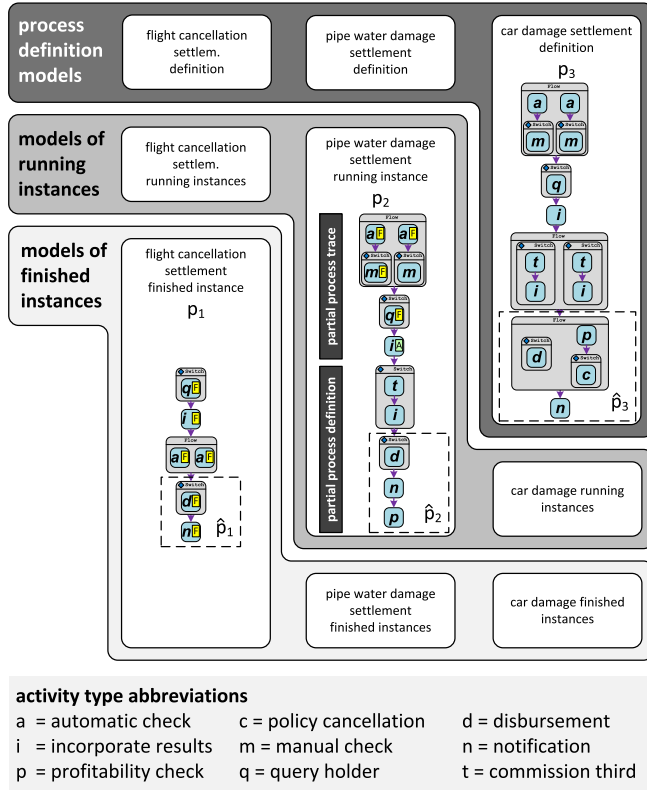 process
definition
models
flight cancellation
settlem.
definition
pipe water damage
settlement
definition
car damage settlement
definition
p3
Flow
a a
Switch Switch
m m
Switch
q
i
Flow
Switch Switch
t t
i i
Flow
Switch
p
d
Switch
c
n
p̂3
models of
running
instances
flight cancellation
settlem.
running instances
pipe water damage
settlement
running instance
p2
partial process trace
Flow
a F a F
Switch Switch
m F m
Switch
q F
i A
partial process definition
Switch
t
i
Switch
d
n
p
p̂2
car damage running
instances
models of
finished
instances
flight cancellation
settlement
finished instance
p1
Switch
q F
i F
Flow
a F a F
Switch
d F
n F
p̂1
pipe water damage
settlement
finished instances
car damage finished
instances
activity type abbreviations
a = automatic check c = policy cancellation d = disbursement
i = incorporate results m = manual check n = notification
p = profitability check q = query holder t = commission third